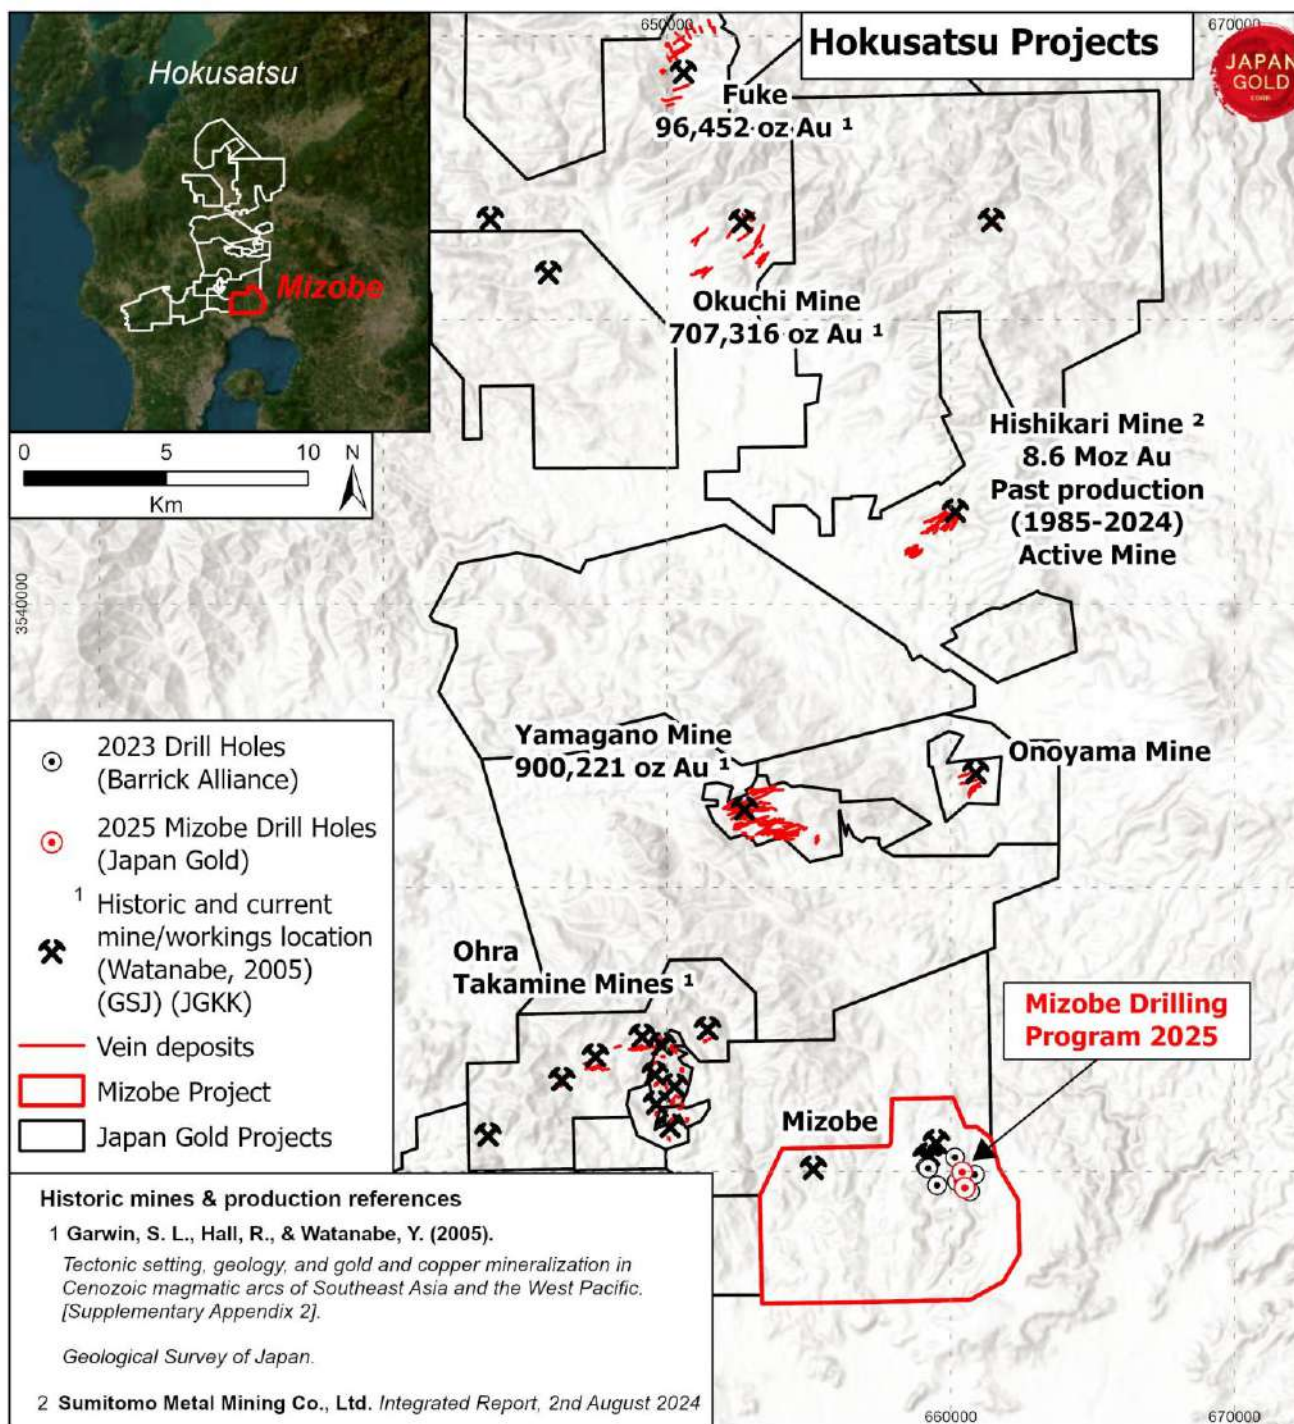 650000
670000
Hokusatsu Projects
JAPAN
GOLD
CORP.
Hokusatsu
Mizobe
Fuke
96,452 oz Au ¹
Okuchi Mine
707,316 oz Au ¹
0 5 10
Km
N
Hishikari Mine ²
8.6 Moz Au
Past production
(1985-2024)
Active Mine
3540000
Yamagano Mine
900,221 oz Au ¹
Onoyama Mine
2023 Drill Holes
(Barrick Alliance)
2025 Mizobe Drill Holes
(Japan Gold)
1 Historic and current
mine/workings location
(Watanabe, 2005)
(GSJ) (JGKK)
Vein deposits
Mizobe Project
Japan Gold Projects
Ohra
Takamine Mines ¹
Mizobe Drilling
Program 2025
Mizobe
Historic mines & production references
1 Garwin, S. L., Hall, R., & Watanabe, Y. (2005).
Tectonic setting, geology, and gold and copper mineralization in
Cenozoic magmatic arcs of Southeast Asia and the West Pacific.
[Supplementary Appendix 2].
Geological Survey of Japan.
2 Sumitomo Metal Mining Co., Ltd. Integrated Report, 2nd August 2024
660000
670000